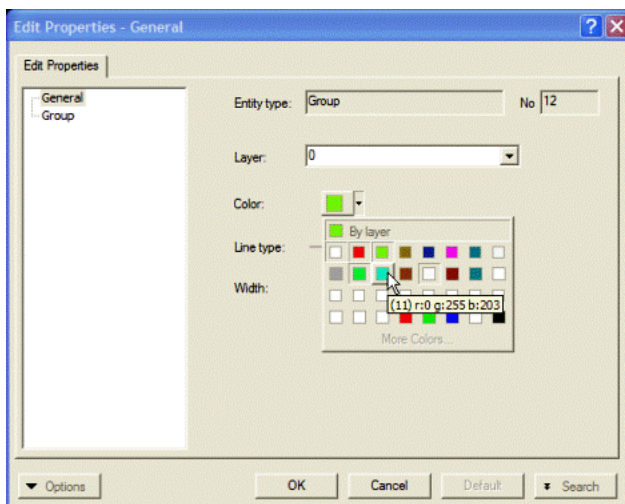 Edit Properties - General
Edit Properties
General
Group
Entity type: Group No 12
Layer: 0
Color:
By layer
Line type:
Width:
(11) r:0 g:255 b:203
More Colors...
Options OK Cancel Default Search